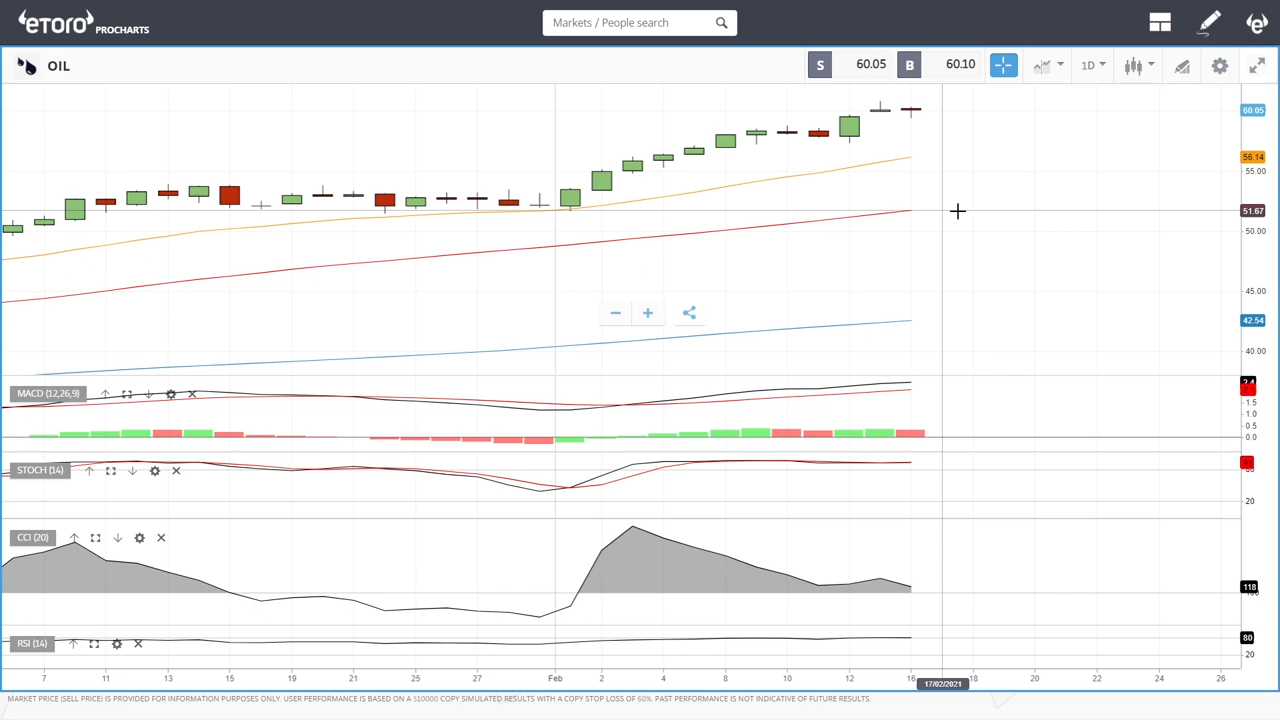 eToro PROCHARTS
Markets / People search
OIL
S 60.05 B 60.10 1D
60.05
56.14
55.00
51.67
50.00
45.00
42.54
40.00
MACD (12,26,9)
2.4
1.5
1.0
0.5
0.0
STOCH (14)
20
CCI (20)
118
RSI (14)
80
20
7 11 13 15 19 21 25 27 Feb 2 4 8 10 12 16 18 20 22 24 26
17/02/2021
MARKET PRICE (SELL PRICE) IS PROVIDED FOR INFORMATION PURPOSES ONLY. USER PERFORMANCE IS BASED ON A $10000 COPY SIMULATED RESULTS WITH A COPY STOP LOSS OF 60%. PAST PERFORMANCE IS NOT INDICATIVE OF FUTURE RESULTS.